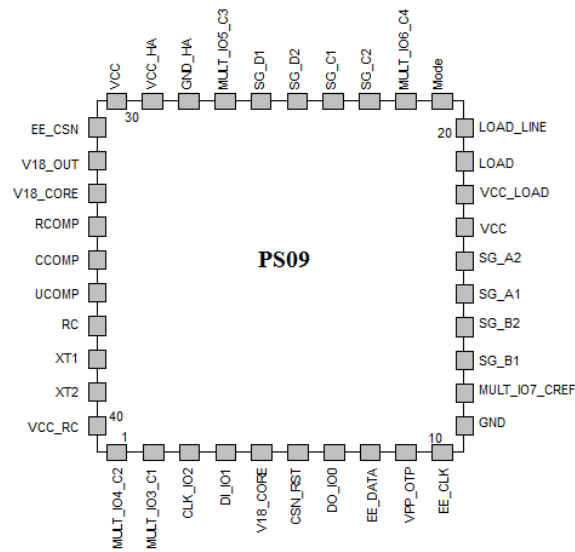 VCC
VCC_HA
GND_HA
MULT_IO5_C3
SG_D1
SG_D2
SG_C1
SG_C2
MULT_IO6_C4
Mode
30
20
EE_CSN
V18_OUT
V18_CORE
RCOMP
CCOMP
UCOMP
RC
XT1
XT2
VCC_RC
PS09
LOAD_LINE
LOAD
VCC_LOAD
VCC
SG_A2
SG_A1
SG_B2
SG_B1
MULT_IO7_CREF
GND
40
1
10
MULT_IO4_C2
MULT_IO3_C1
CLK_IO2
DI_IO1
V18_CORE
CSN_RST
DO_IO0
EE_DATA
VPP_OTP
EE_CLK